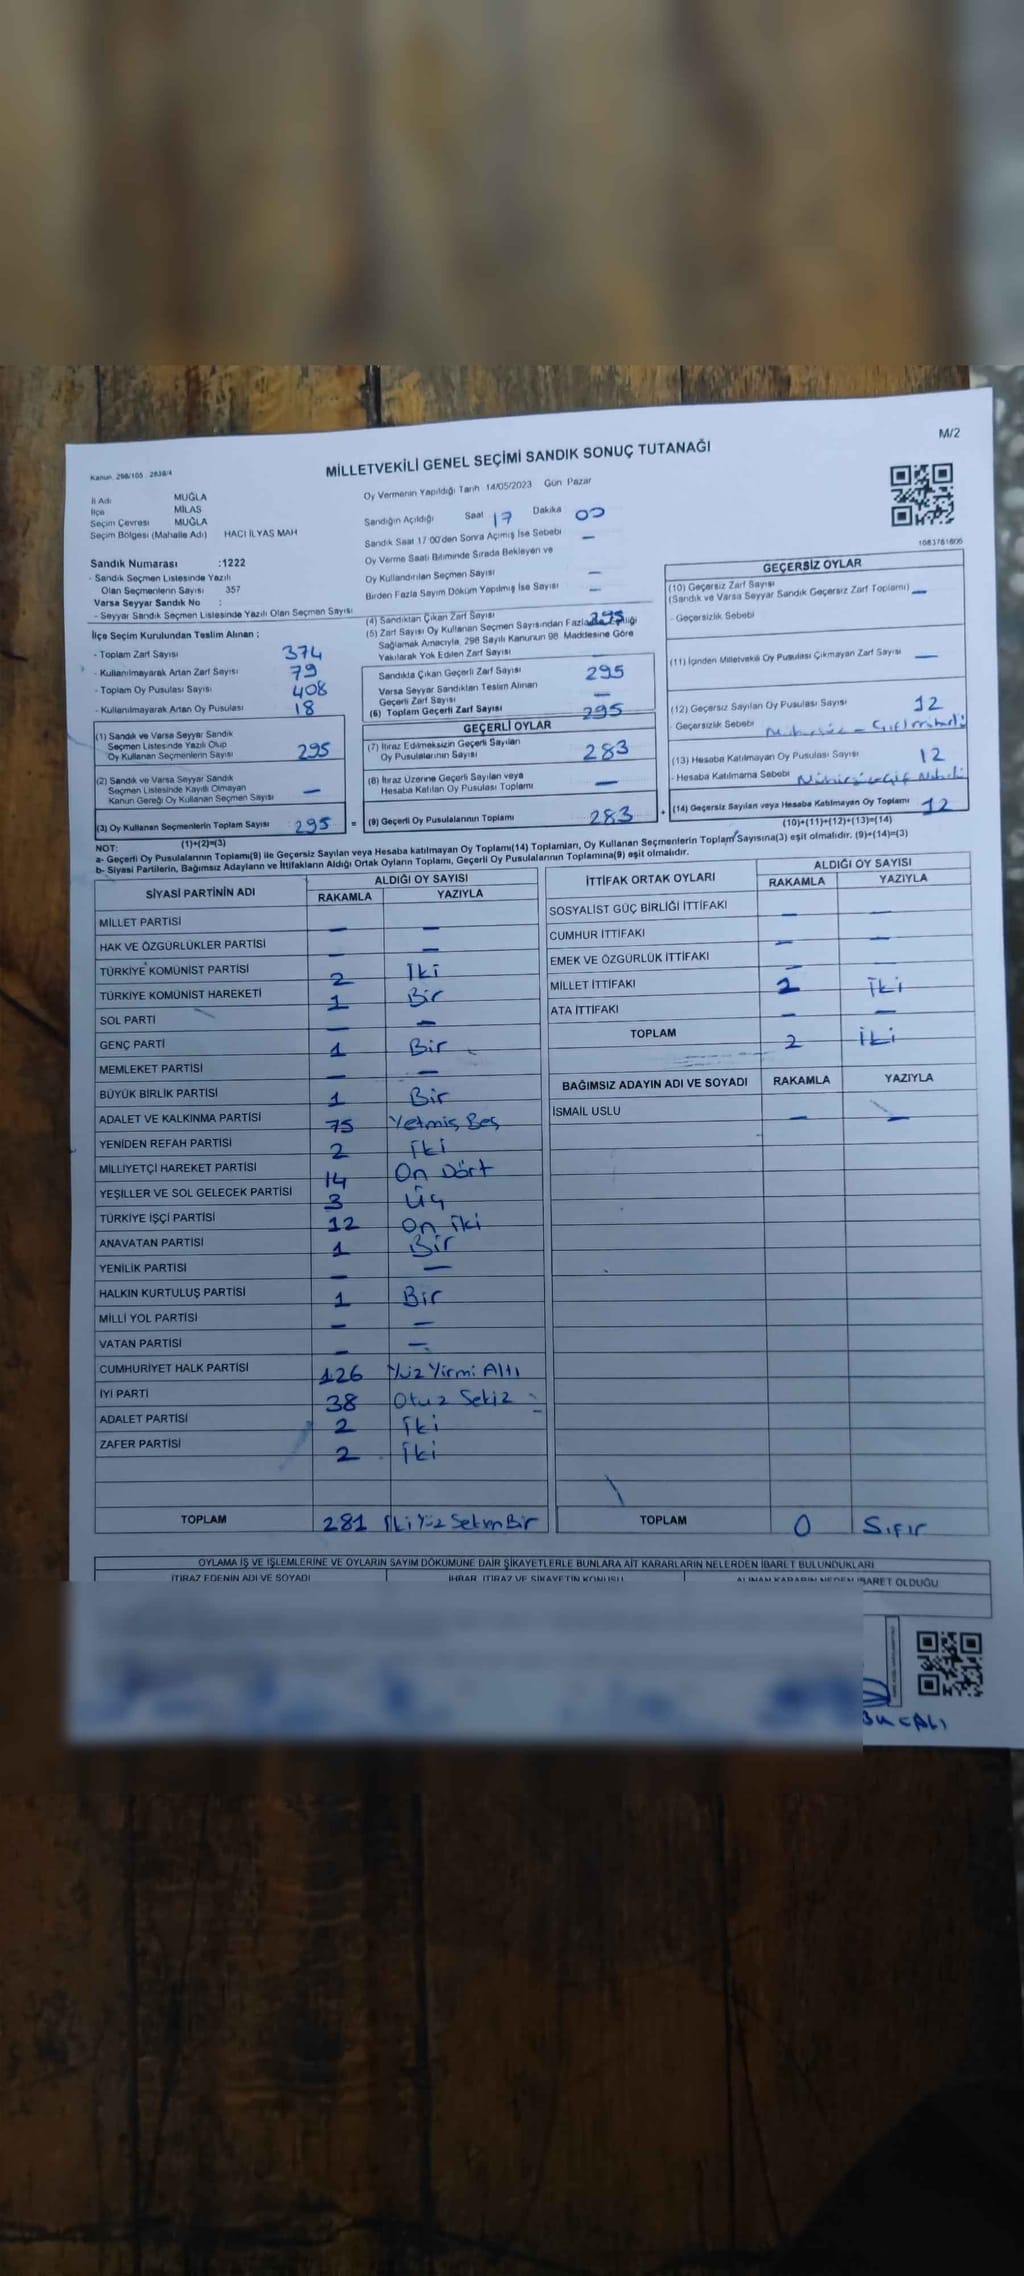 M/2
Kanun 298/105 2839/4
MİLLETVEKİLİ GENEL SEÇİMİ SANDIK SONUÇ TUTANAĞI
İl Adı MUĞLA
İlçe MİLAS
Seçim Çevresi MUĞLA
Seçim Bölgesi (Mahalle Adı) HACI İLYAS MAH
Sandık Numarası :1222
- Sandık Seçmen Listesinde Yazılı
Olan Seçmenlerin Sayısı 357
Varsa Seyyar Sandık No :
- Seyyar Sandık Seçmen Listesinde Yazılı Olan Seçmen Sayısı
İlçe Seçim Kurulundan Teslim Alınan :
- Toplam Zarf Sayısı 374
- Kullanılmayarak Artan Zarf Sayısı 79
- Toplam Oy Pusulası Sayısı 408
- Kullanılmayarak Artan Oy Pusulası 18
(1) Sandık ve Varsa Seyyar Sandık
Seçmen Listesinde Yazılı Olup
Oy Kullanan Seçmenlerin Sayısı 295
(2) Sandık ve Varsa Seyyar Sandık
Seçmen Listesinde Kayıtlı Olmayan
Kanun Gereği Oy Kullanan Seçmen Sayısı —
(3) Oy Kullanan Seçmenlerin Toplam Sayısı 295 =
(1)+(2)=(3)
Oy Vermenin Yapıldığı Tarih 14/05/2023 Gün Pazar
Sandığın Açıldığı Saat 17 Dakika 00
Sandık Saat 17:00'den Sonra Açılmış İse Sebebi —
Oy Verme Saati Bitiminde Sırada Bekleyen ve
Oy Kullandırılan Seçmen Sayısı —
Birden Fazla Sayım Döküm Yapılmış İse Sayısı —
(4) Sandıktan Çıkan Zarf Sayısı 295
(5) Zarf Sayısı Oy Kullanan Seçmen Sayısından Fazla
Sağlamak Amacıyla, 298 Sayılı Kanunun 98. Maddesine Göre
Yakılarak Yok Edilen Zarf Sayısı —
Sandıkta Çıkan Geçerli Zarf Sayısı 295
Varsa Seyyar Sandıktan Teslim Alınan
Geçerli Zarf Sayısı —
(6) Toplam Geçerli Zarf Sayısı 295
GEÇERLİ OYLAR
(7) İtiraz Edilmeksizin Geçerli Sayılan
Oy Pusulalarının Sayısı 283
(8) İtiraz Üzerine Geçerli Sayılan veya
Hesaba Katılan Oy Pusulası Toplamı —
(9) Geçerli Oy Pusulalarının Toplamı 283 +
1083781606
GEÇERSİZ OYLAR
(10) Geçersiz Zarf Sayısı
(Sandık ve Varsa Seyyar Sandık Geçersiz Zarf Toplamı) —
- Geçersizlik Sebebi
(11) İçinden Milletvekili Oy Pusulası Çıkmayan Zarf Sayısı —
(12) Geçersiz Sayılan Oy Pusulası Sayısı 12
- Geçersizlik Sebebi
(13) Hesaba Katılmayan Oy Pusulası Sayısı 12
- Hesaba Katılmama Sebebi
(14) Geçersiz Sayılan veya Hesaba Katılmayan Oy Toplamı 12
(10)+(11)+(12)+(13)=(14)
NOT:
a- Geçerli Oy Pusulalarının Toplamı(9) ile Geçersiz Sayılan veya Hesaba katılmayan Oy Toplamı(14) Toplamları, Oy Kullanan Seçmenlerin Toplam Sayısına(3) eşit olmalıdır. (9)+(14)=(3)
b- Siyasi Partilerin, Bağımsız Adayların ve İttifakların Aldığı Ortak Oyların Toplamı, Geçerli Oy Pusulalarının Toplamına(9) eşit olmalıdır.
SİYASİ PARTİNİN ADI ALDIĞI OY SAYISI
RAKAMLA YAZIYLA
MİLLET PARTİSİ — —
HAK VE ÖZGÜRLÜKLER PARTİSİ — —
TÜRKİYE KOMÜNİST PARTİSİ 2 İki
TÜRKİYE KOMÜNİST HAREKETİ 1 Bir
SOL PARTİ — —
GENÇ PARTİ 1 Bir
MEMLEKET PARTİSİ — —
BÜYÜK BİRLİK PARTİSİ 1 Bir
ADALET VE KALKINMA PARTİSİ 75 Yetmiş Beş
YENİDEN REFAH PARTİSİ 2 İki
MİLLİYETÇİ HAREKET PARTİSİ 14 On Dört
YEŞİLLER VE SOL GELECEK PARTİSİ 3 Üç
TÜRKİYE İŞÇİ PARTİSİ 12 On iki
ANAVATAN PARTİSİ 1 Bir
YENİLİK PARTİSİ — —
HALKIN KURTULUŞ PARTİSİ 1 Bir
MİLLİ YOL PARTİSİ — —
VATAN PARTİSİ — —
CUMHURİYET HALK PARTİSİ 126 Yüz Yirmi Altı
İYİ PARTİ 38 Otuz Sekiz
ADALET PARTİSİ 2 İki
ZAFER PARTİSİ 2 İki
TOPLAM 281 İki Yüz Seksn Bir
İTTİFAK ORTAK OYLARI ALDIĞI OY SAYISI
RAKAMLA YAZIYLA
SOSYALİST GÜÇ BİRLİĞİ İTTİFAKI — —
CUMHUR İTTİFAKI — —
EMEK VE ÖZGÜRLÜK İTTİFAKI — —
MİLLET İTTİFAKI 2 İki
ATA İTTİFAKI — —
TOPLAM 2 İki
BAĞIMSIZ ADAYIN ADI VE SOYADI RAKAMLA YAZIYLA
İSMAİL USLU — —
TOPLAM 0 Sıfır
OYLAMA İŞ VE İŞLEMLERİNE VE OYLARIN SAYIM DÖKÜMÜNE DAİR ŞİKAYETLERLE BUNLARA AİT KARARLARIN NELERDEN İBARET BULUNDUKLARI
İTİRAZ EDENİN ADI VE SOYADI İHBAR, İTİRAZ VE ŞİKAYETİN KONUSU ALINAN KARARIN NEDEN İBARET OLDUĞU